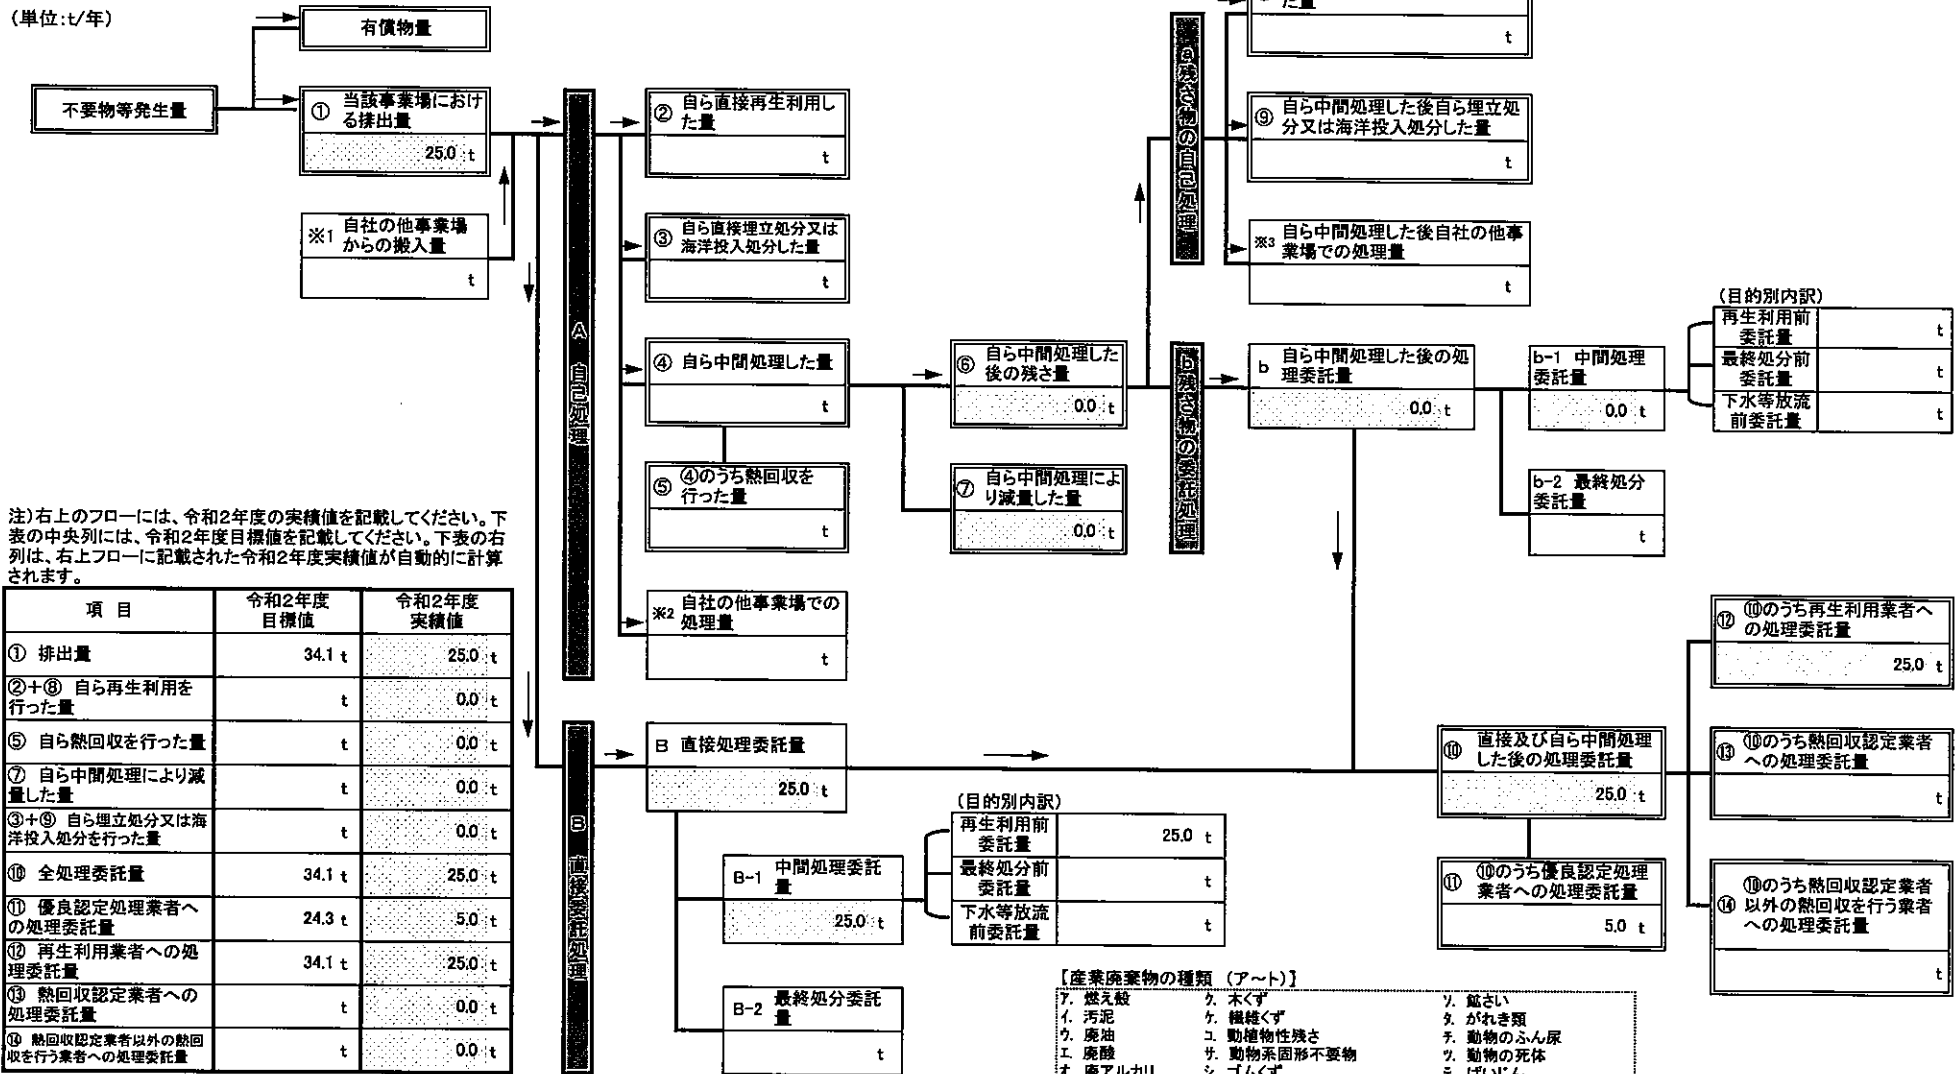 (単位:t/年)
有償物量
不要物等発生量
① 当該事業場におけ
る排出量
25.0 t
※1 自社の他事業場
からの搬入量
t
A 自己処理
② 自ら直接再生利用し
た量
t
③ 自ら直接埋立処分又は
海洋投入処分した量
t
④ 自ら中間処理した量
t
⑤ ④のうち熱回収を
行った量
t
※2 自社の他事業場での
処理量
t
⑥ 自ら中間処理した
後の残さ量
0.0 t
⑦ 自ら中間処理によ
り減量した量
0.0 t
a残さ物の自己処理
た量
t
⑨ 自ら中間処理した後自ら埋立処
分又は海洋投入処分した量
t
※3 自ら中間処理した後自社の他事
業場での処理量
t
b残さ物の委託処理
b 自ら中間処理した後の処
理委託量
0.0 t
b-1 中間処理
委託量
0.0 t
b-2 最終処分
委託量
t
(目的別内訳)
再生利用前
委託量 t
最終処分前
委託量 t
下水等放流
前委託量 t
注)右上のフローには、令和2年度の実績値を記載してください。下
表の中央列には、令和2年度目標値を記載してください。下表の右
列は、右上フローに記載された令和2年度実績値が自動的に計算
されます。
項 目 令和2年度 目標値 令和2年度 実績値
① 排出量 34.1 t 25.0 t
②+⑧ 自ら再生利用を
行った量 t 0.0 t
⑤ 自ら熱回収を行った量 t 0.0 t
⑦ 自ら中間処理により減
量した量 t 0.0 t
③+⑨ 自ら埋立処分又は海
洋投入処分を行った量 t 0.0 t
⑩ 全処理委託量 34.1 t 25.0 t
⑪ 優良認定処理業者へ
の処理委託量 24.3 t 5.0 t
⑫ 再生利用業者への処
理委託量 34.1 t 25.0 t
⑬ 熱回収認定業者への
処理委託量 t 0.0 t
⑭ 熱回収認定業者以外の熱回
収を行う業者への処理委託量 t 0.0 t
B 直接委託処理
B 直接処理委託量
25.0 t
B-1 中間処理委託
量
25.0 t
B-2 最終処分委託
量
t
(目的別内訳)
再生利用前
委託量 25.0 t
最終処分前
委託量 t
下水等放流
前委託量 t
⑩ 直接及び自ら中間処理
した後の処理委託量
25.0 t
⑪ ⑩のうち優良認定処理
業者への処理委託量
5.0 t
⑫ ⑩のうち再生利用業者へ
の処理委託量
25.0 t
⑬ ⑩のうち熱回収認定業者
への処理委託量
t
⑭ ⑩のうち熱回収認定業者
以外の熱回収を行う業者
への処理委託量
t
【産業廃棄物の種類 (ア~ト)】
ア. 燃え殻 ク. 木くず ソ. 鉱さい
イ. 汚泥 ケ. 繊維くず タ. がれき類
ウ. 廃油 コ. 動植物性残さ チ. 動物のふん尿
エ. 廃酸 サ. 動物系固形不要物 ツ. 動物の死体
オ. 廃アルカリ シ. ゴムくず テ. ばいじん